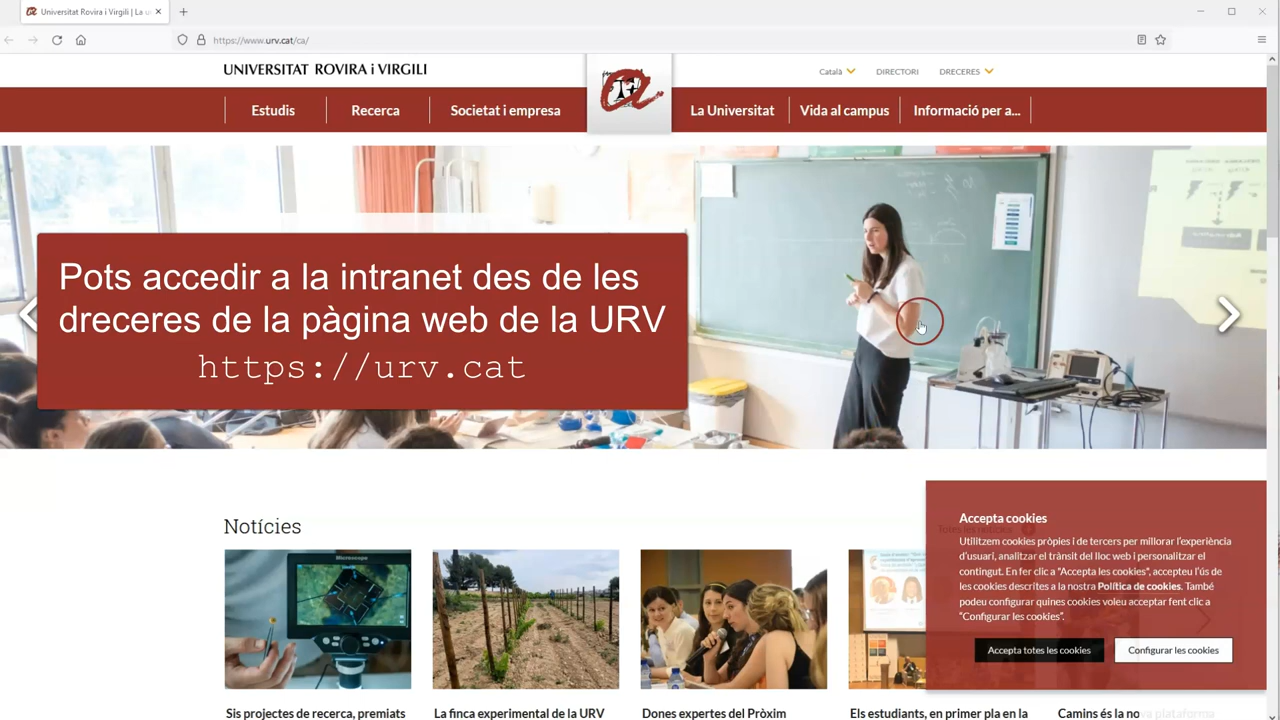 Universitat Rovira i Virgili | La u
https://www.urv.cat/ca/
UNIVERSITAT ROVIRA i VIRGILI
Català
DIRECTORI
DRECERES
Estudis
Recerca
Societat i empresa
La Universitat
Vida al campus
Informació per a...
Pots accedir a la intranet des de les
dreceres de la pàgina web de la URV
https://urv.cat
Notícies
Accepta cookies
Utilitzem cookies pròpies i de tercers per millorar l'experiència
d'usuari, analitzar el trànsit del lloc web i personalitzar el
contingut. En fer clic a "Accepta les cookies", accepteu l'ús de
les cookies descrites a la nostra Política de cookies. També
podeu configurar quines cookies voleu acceptar fent clic a
"Configurar les cookies".
Accepta totes les cookies
Configurar les cookies
Sis projectes de recerca, premiats
La finca experimental de la URV
Dones expertes del Pròxim
Els estudiants, en primer pla en la
Camins és la nova plataforma